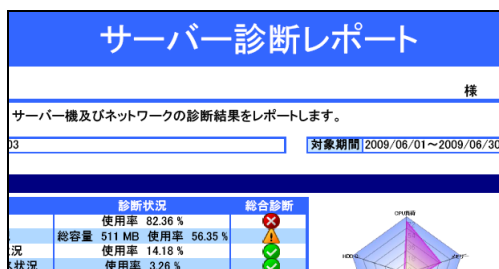 サーバー診断レポート
様
サーバー機及びネットワークの診断結果をレポートします。
03 対象期間 2009/06/01～2009/06/30
診断状況 総合診断
使用率 82.36 %
総容量 511 MB 使用率 56.35 %
況 使用率 14.18 %
ス状況 使用率 3.26 %
CPU負荷